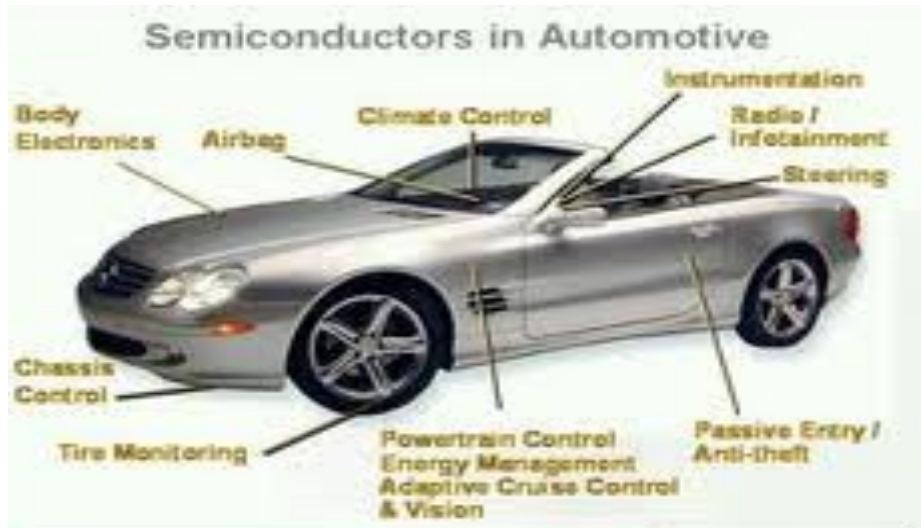 Semiconductors in Automotive
Instrumentation
Body
Electronics
Airbag
Climate Control
Radio /
Infotainment
Steering
Chassis
Control
Tire Monitoring
Powertrain Control
Energy Management
Adaptive Cruise Control
& Vision
Passive Entry /
Anti-theft